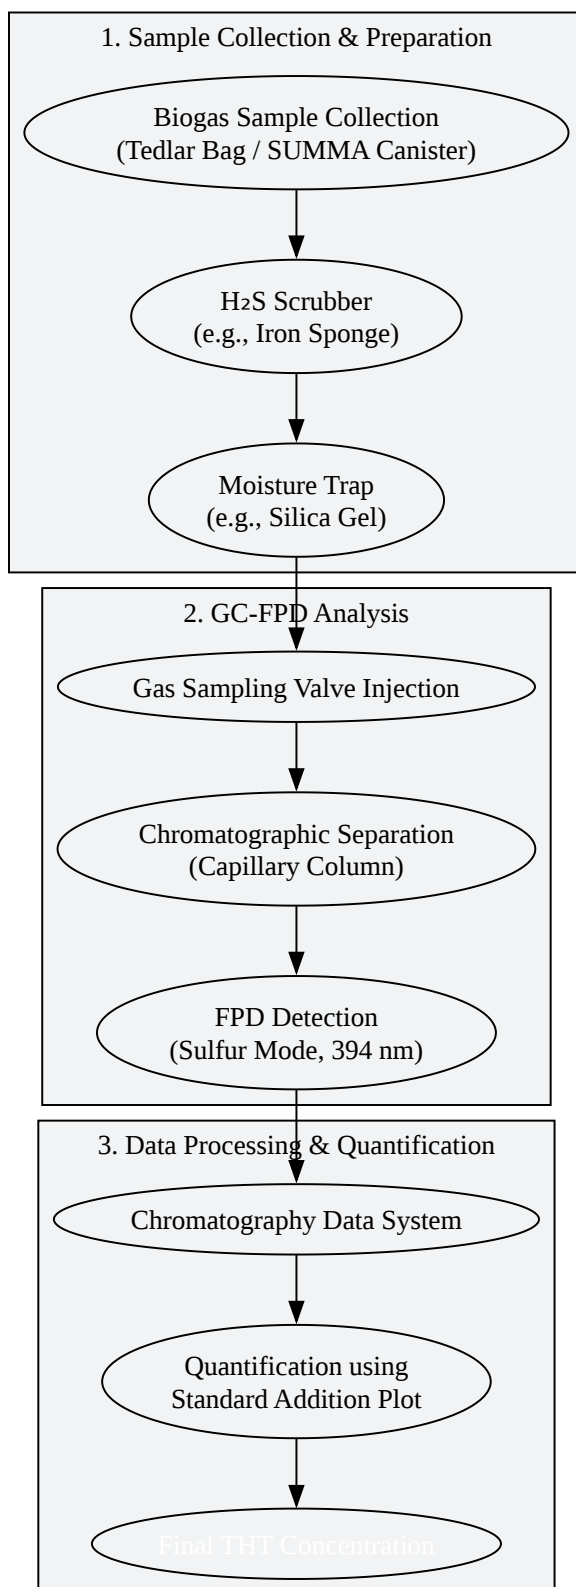 1. Sample Collection & Preparation
Biogas Sample Collection
(Tedlar Bag / SUMMA Canister)
H₂S Scrubber
(e.g., Iron Sponge)
Moisture Trap
(e.g., Silica Gel)
2. GC-FPD Analysis
Gas Sampling Valve Injection
Chromatographic Separation
(Capillary Column)
FPD Detection
(Sulfur Mode, 394 nm)
3. Data Processing & Quantification
Chromatography Data System
Quantification using
Standard Addition Plot
Final THT Concentration